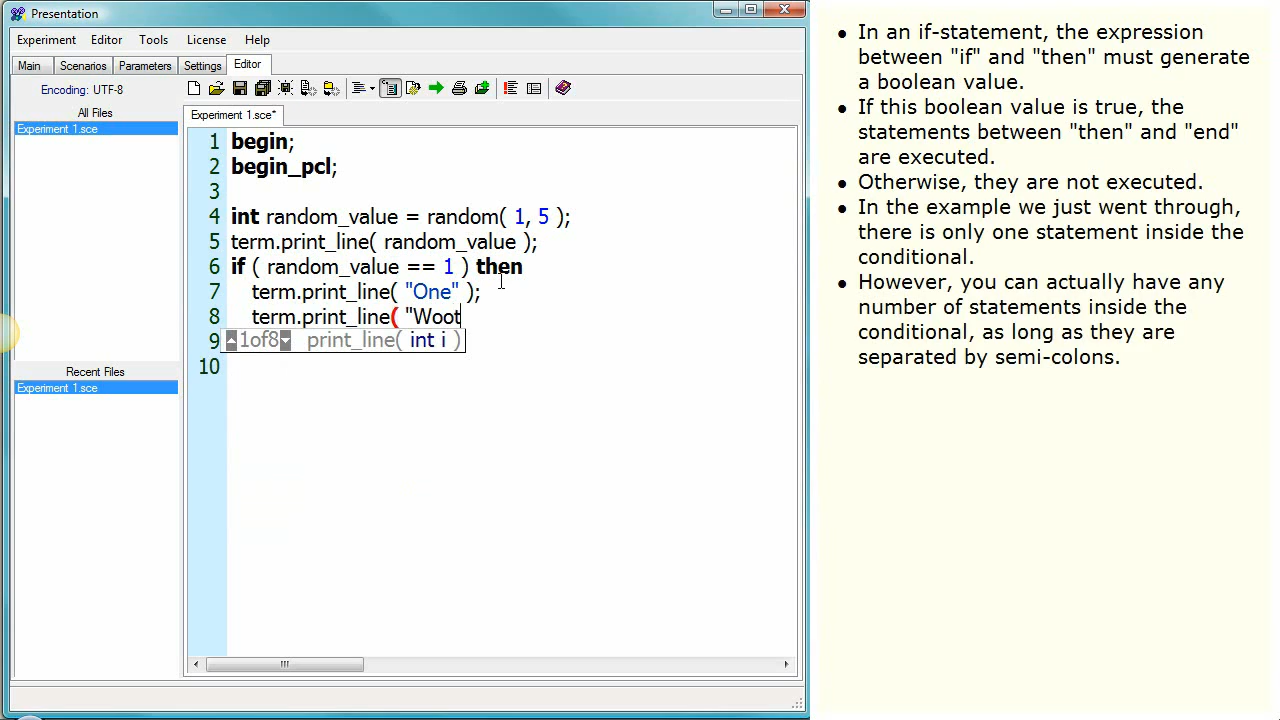 Presentation
Experiment Editor Tools License Help
Main Scenarios Parameters Settings Editor
Encoding: UTF-8
All Files
Experiment 1.sce
Recent Files
Experiment 1.sce
Experiment 1.sce*
1 begin;
2 begin_pcl;
3
4 int random_value = random( 1, 5 );
5 term.print_line( random_value );
6 if ( random_value == 1 ) then
7 term.print_line( "One" );
8 term.print_line( "Woot
9 1of8 print_line( int i )
10
• In an if-statement, the expression
between "if" and "then" must generate
a boolean value.
• If this boolean value is true, the
statements between "then" and "end"
are executed.
• Otherwise, they are not executed.
• In the example we just went through,
there is only one statement inside the
conditional.
• However, you can actually have any
number of statements inside the
conditional, as long as they are
separated by semi-colons.